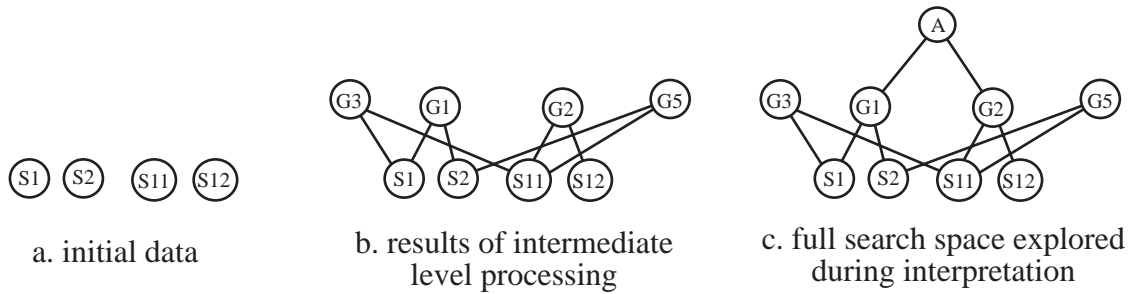 A
G3 G1 G2 G5
G3 G1 G2 G5
S1 S2 S11 S12
S1 S2 S11 S12
S1 S2 S11 S12
a. initial data
b. results of intermediate
level processing
c. full search space explored
during interpretation